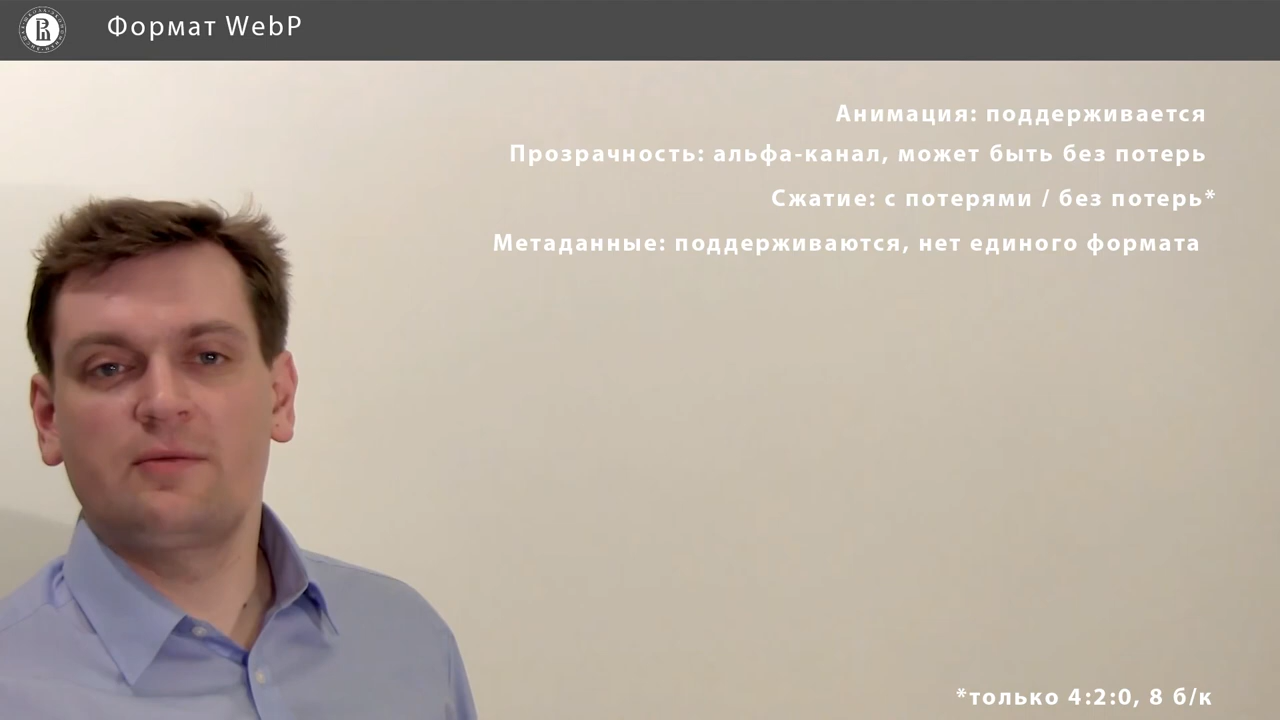 Формат WebP
Анимация: поддерживается
Прозрачность: альфа-канал, может быть без потерь
Сжатие: с потерями / без потерь*
Метаданные: поддерживаются, нет единого формата
*только 4:2:0, 8 б/к